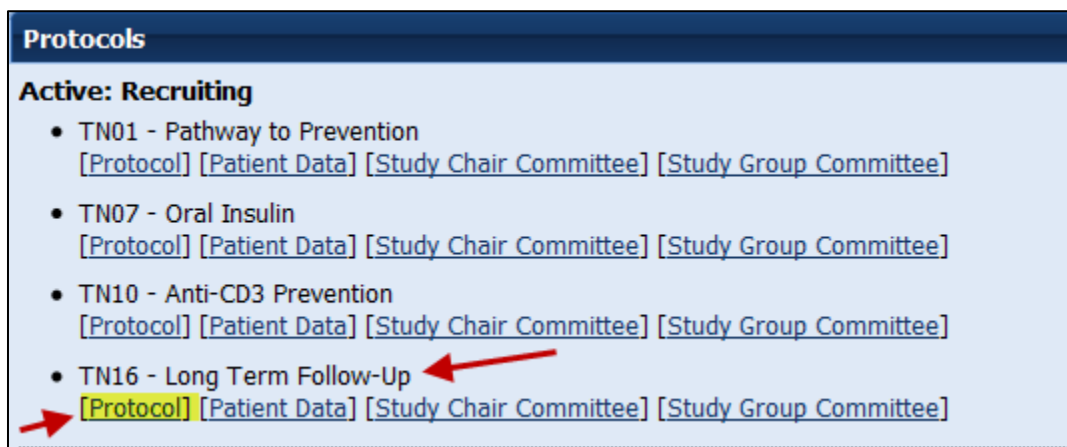 Protocols
Active: Recruiting
• TN01 - Pathway to Prevention
[Protocol] [Patient Data] [Study Chair Committee] [Study Group Committee]
• TN07 - Oral Insulin
[Protocol] [Patient Data] [Study Chair Committee] [Study Group Committee]
• TN10 - Anti-CD3 Prevention
[Protocol] [Patient Data] [Study Chair Committee] [Study Group Committee]
• TN16 - Long Term Follow-Up
[Protocol] [Patient Data] [Study Chair Committee] [Study Group Committee]